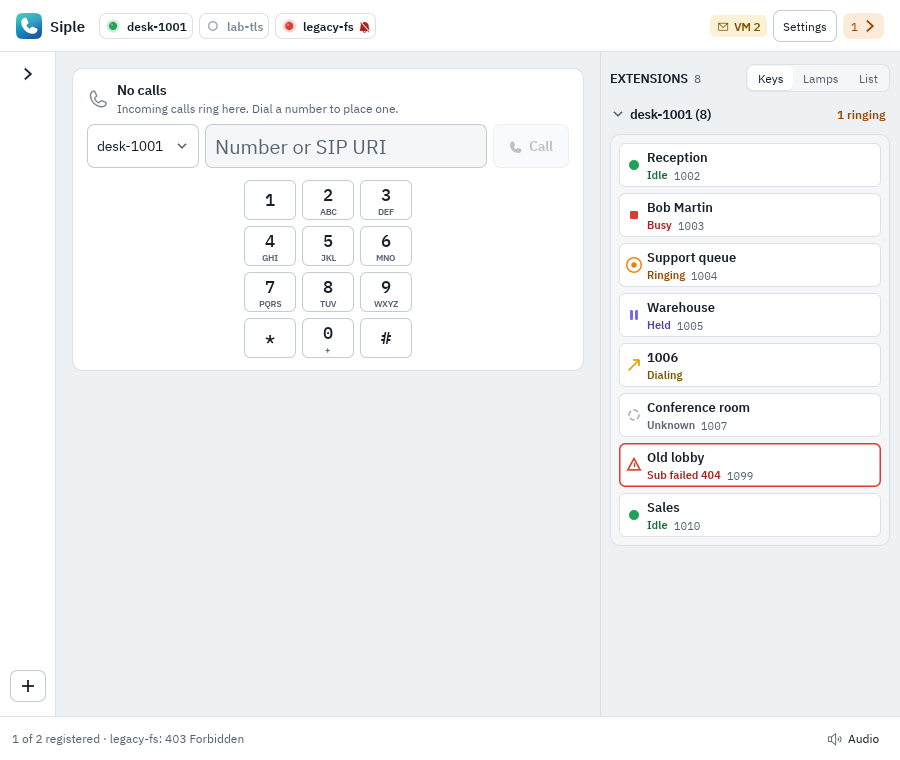 Siple desk-1001 lab-tls legacy-fs VM 2 Settings 1
No calls
Incoming calls ring here. Dial a number to place one.
desk-1001 Number or SIP URI Call
1 2 ABC 3 DEF
4 GHI 5 JKL 6 MNO
7 PQRS 8 TUV 9 WXYZ
* 0 + #
EXTENSIONS 8 Keys Lamps List
desk-1001 (8) 1 ringing
Reception
Idle 1002
Bob Martin
Busy 1003
Support queue
Ringing 1004
Warehouse
Held 1005
1006
Dialing
Conference room
Unknown 1007
Old lobby
Sub failed 404 1099
Sales
Idle 1010
+
1 of 2 registered · legacy-fs: 403 Forbidden Audio